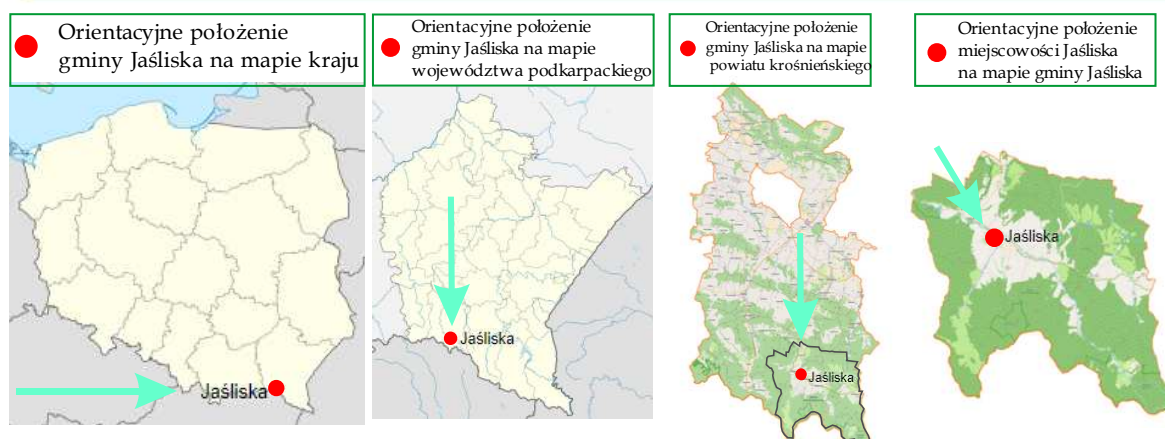 Orientacyjne położenie
gminy Jaśliska na mapie kraju
Orientacyjne położenie
gminy Jaśliska na mapie
województwa podkarpackiego
Orientacyjne położenie
gminy Jaśliska na mapie
powiatu krośnieńskiego
Orientacyjne położenie
miejscowości Jaśliska
na mapie gminy Jaśliska
Jaśliska
Jaśliska
Jaśliska
Jaśliska